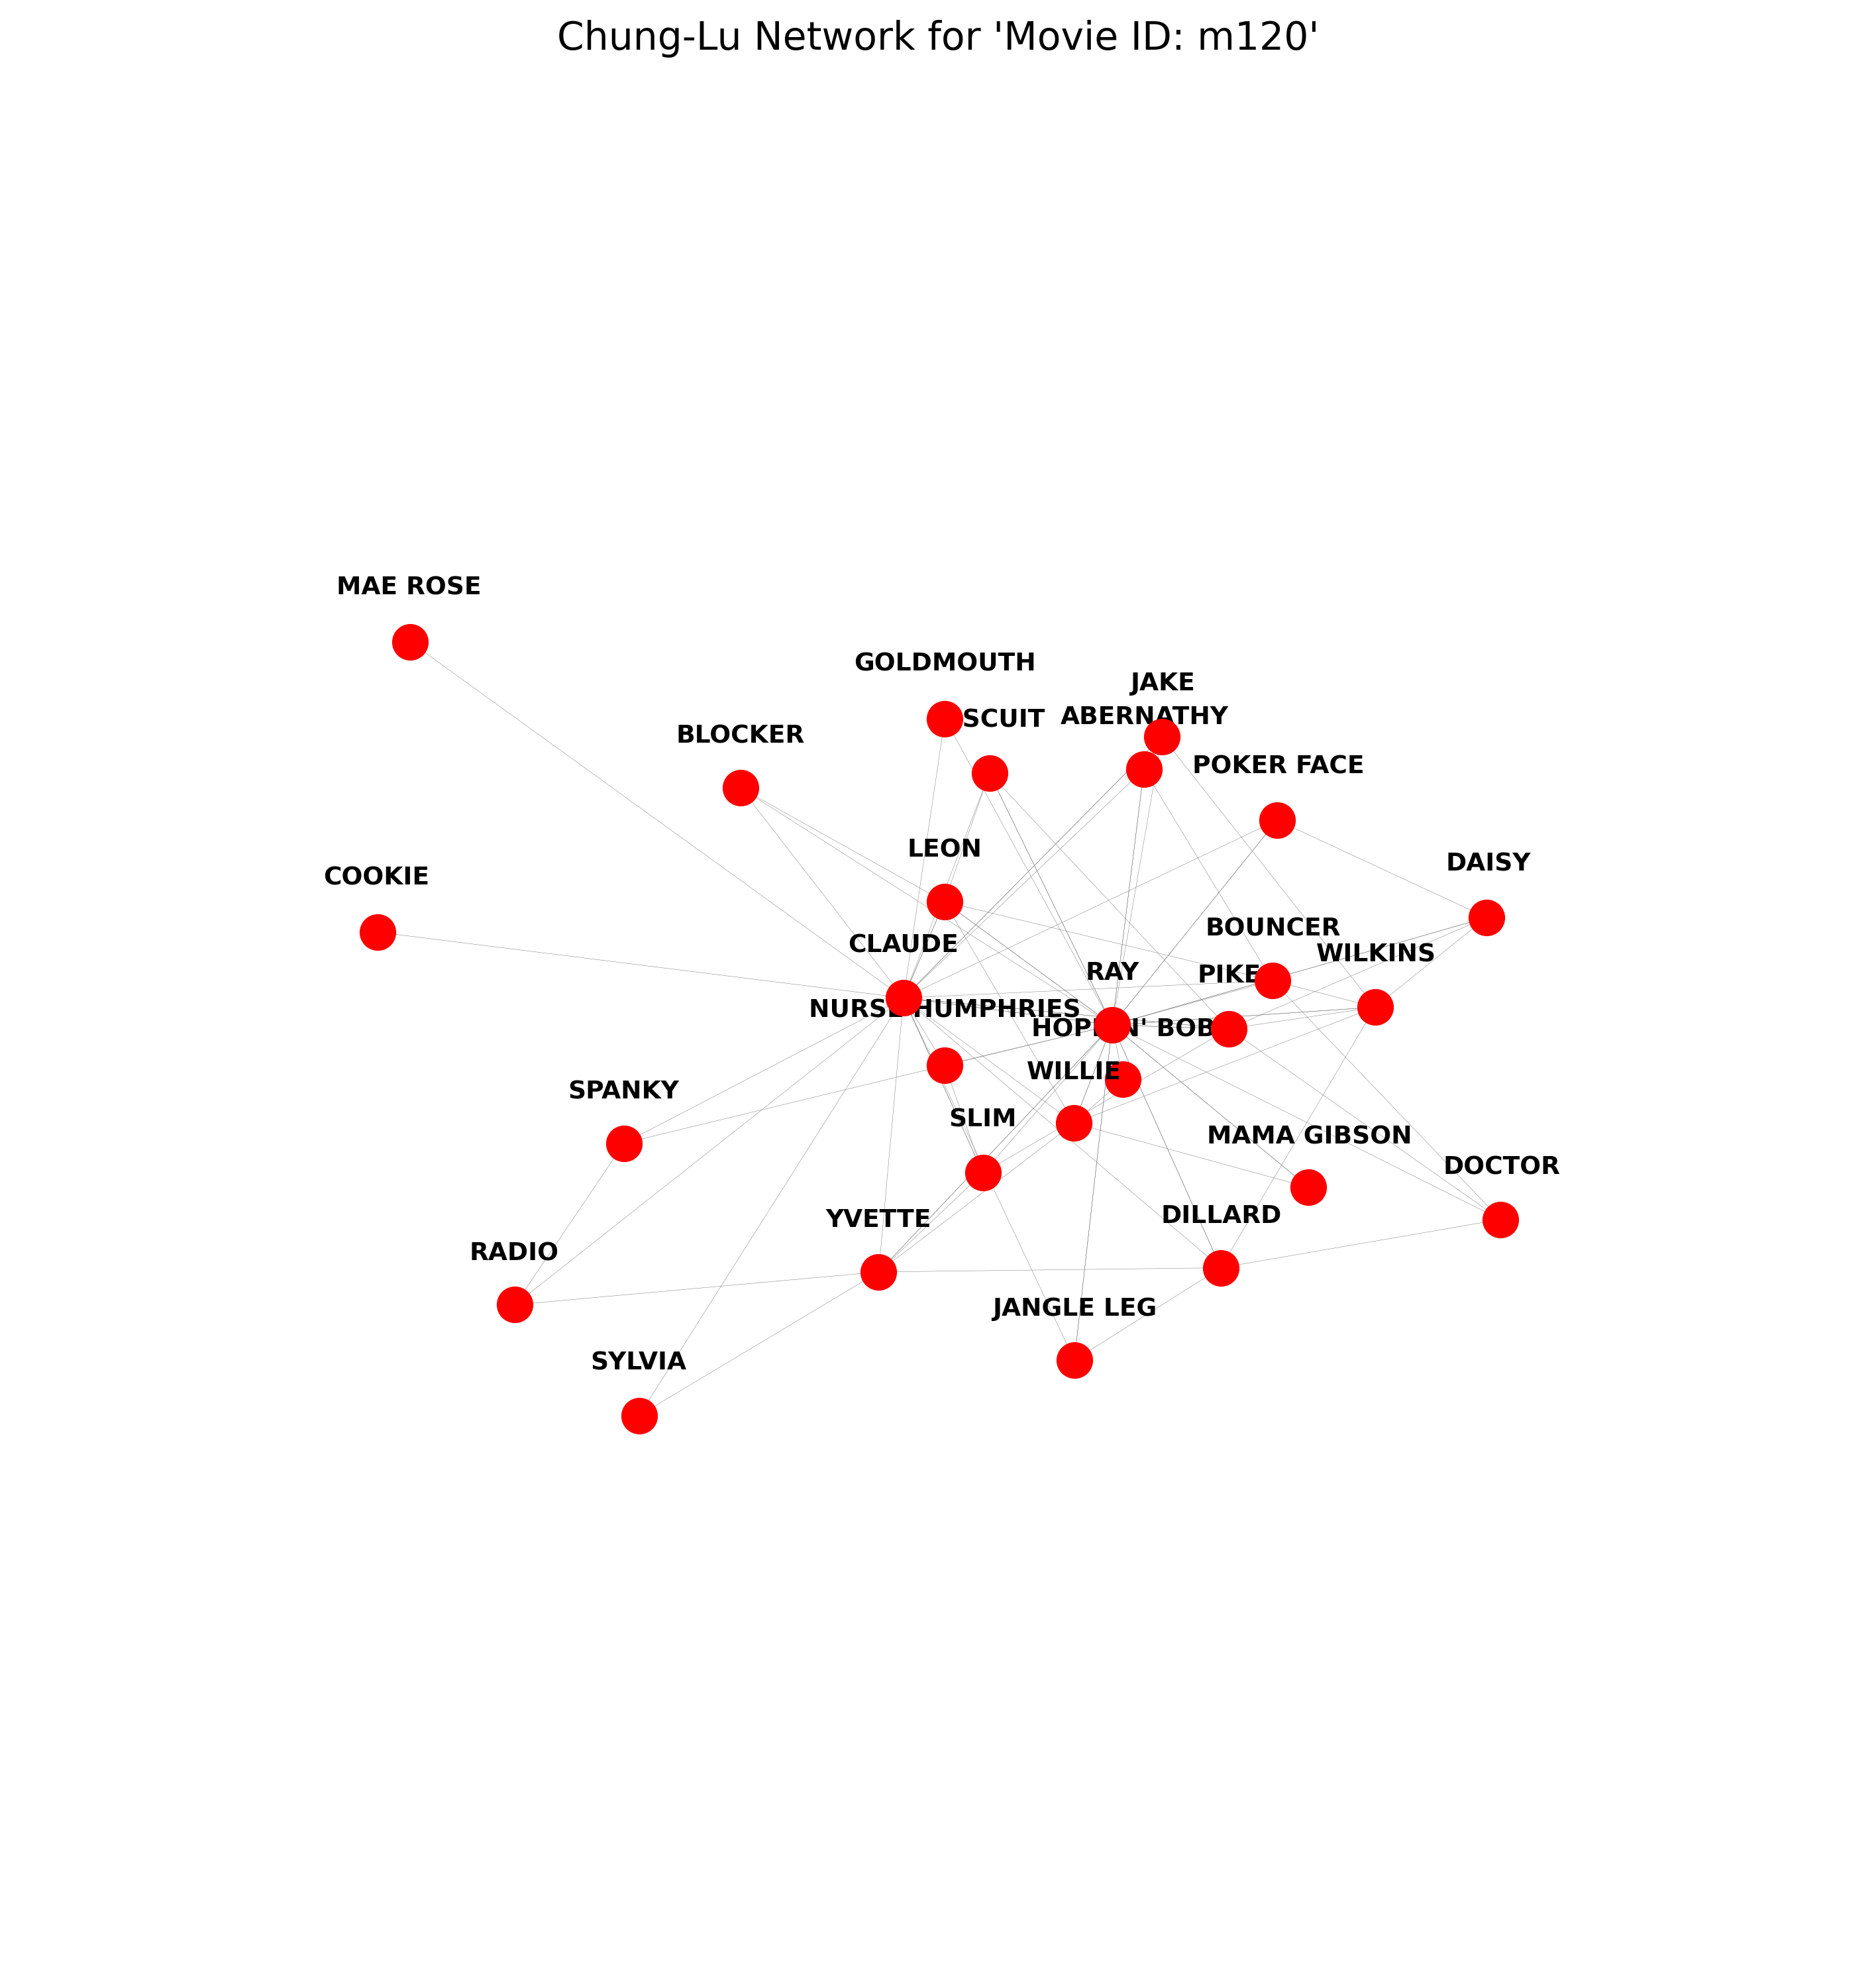 Chung-Lu Network for 'Movie ID: m120'
MAE ROSE
GOLDMOUTH
JAKE
SCUIT
ABERNATHY
BLOCKER
POKER FACE
LEON
DAISY
COOKIE
BOUNCER
CLAUDE
WILKINS
RAY
PIKE
NURSE HUMPHRIES
BOB
WILLIE
SPANKY
SLIM
MAMA GIBSON
DOCTOR
YVETTE
DILLARD
RADIO
JANGLE LEG
SYLVIA